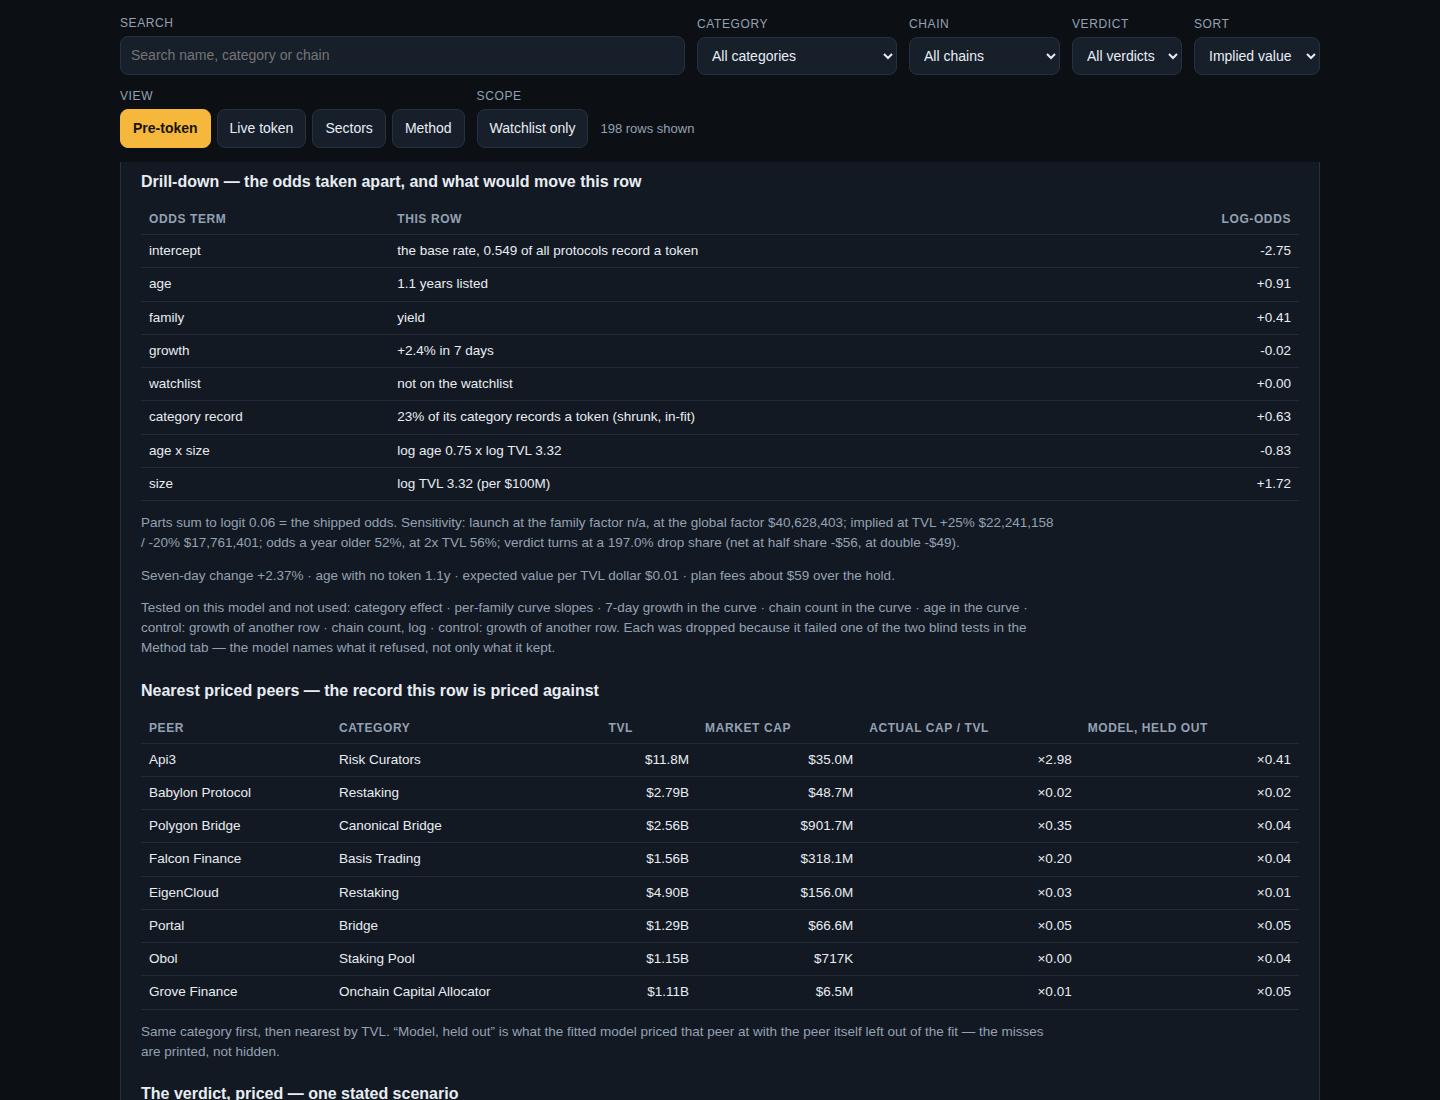 SEARCH
CATEGORY
CHAIN
VERDICT
SORT
Search name, category or chain
All categories
All chains
All verdicts
Implied value
VIEW
SCOPE
Pre-token
Live token
Sectors
Method
Watchlist only
198 rows shown
Drill-down — the odds taken apart, and what would move this row
ODDS TERM THIS ROW LOG-ODDS
intercept the base rate, 0.549 of all protocols record a token -2.75
age 1.1 years listed +0.91
family yield +0.41
growth +2.4% in 7 days -0.02
watchlist not on the watchlist +0.00
category record 23% of its category records a token (shrunk, in-fit) +0.63
age x size log age 0.75 x log TVL 3.32 -0.83
size log TVL 3.32 (per $100M) +1.72
Parts sum to logit 0.06 = the shipped odds. Sensitivity: launch at the family factor n/a, at the global factor $40,628,403; implied at TVL +25% $22,241,158
/ -20% $17,761,401; odds a year older 52%, at 2x TVL 56%; verdict turns at a 197.0% drop share (net at half share -$56, at double -$49).
Seven-day change +2.37% · age with no token 1.1y · expected value per TVL dollar $0.01 · plan fees about $59 over the hold.
Tested on this model and not used: category effect · per-family curve slopes · 7-day growth in the curve · chain count in the curve · age in the curve ·
control: growth of another row · chain count, log · control: growth of another row. Each was dropped because it failed one of the two blind tests in the
Method tab — the model names what it refused, not only what it kept.
Nearest priced peers — the record this row is priced against
PEER CATEGORY TVL MARKET CAP ACTUAL CAP / TVL MODEL, HELD OUT
Api3 Risk Curators $11.8M $35.0M ×2.98 ×0.41
Babylon Protocol Restaking $2.79B $48.7M ×0.02 ×0.02
Polygon Bridge Canonical Bridge $2.56B $901.7M ×0.35 ×0.04
Falcon Finance Basis Trading $1.56B $318.1M ×0.20 ×0.04
EigenCloud Restaking $4.90B $156.0M ×0.03 ×0.01
Portal Bridge $1.29B $66.6M ×0.05 ×0.05
Obol Staking Pool $1.15B $717K ×0.00 ×0.04
Grove Finance Onchain Capital Allocator $1.11B $6.5M ×0.01 ×0.05
Same category first, then nearest by TVL. “Model, held out” is what the fitted model priced that peer at with the peer itself left out of the fit — the misses
are printed, not hidden.
The verdict, priced — one stated scenario